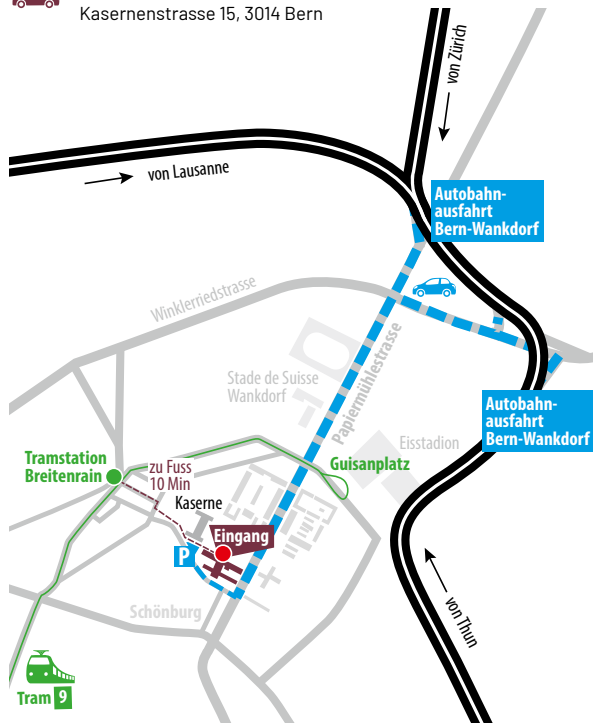 Kasernenstrasse 15, 3014 Bern
von Zürich
von Lausanne
Autobahn-
ausfahrt
Bern-Wankdorf
Winklerriedstrasse
Papiermühlestrasse
Stade de Suisse
Wankdorf
Autobahn-
ausfahrt
Bern-Wankdorf
Eisstadion
Tramstation
Breitenrain
zu Fuss
10 Min
Guisanplatz
Kaserne
Eingang
P
Schönburg
von Thun
Tram 9